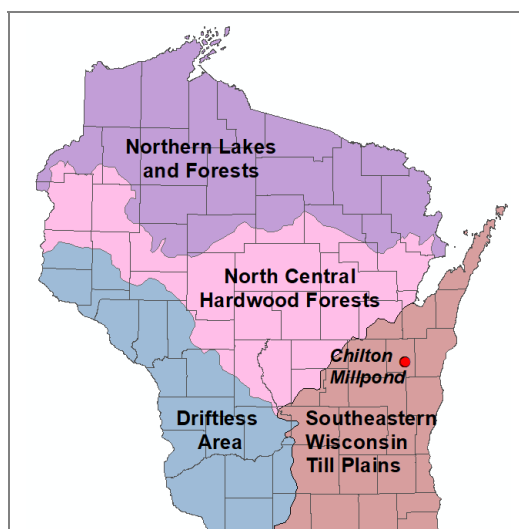 Northern Lakes
and Forests
North Central
Hardwood Forests
Chilton
Millpond
Driftless
Area
Southeastern
Wisconsin
Till Plains